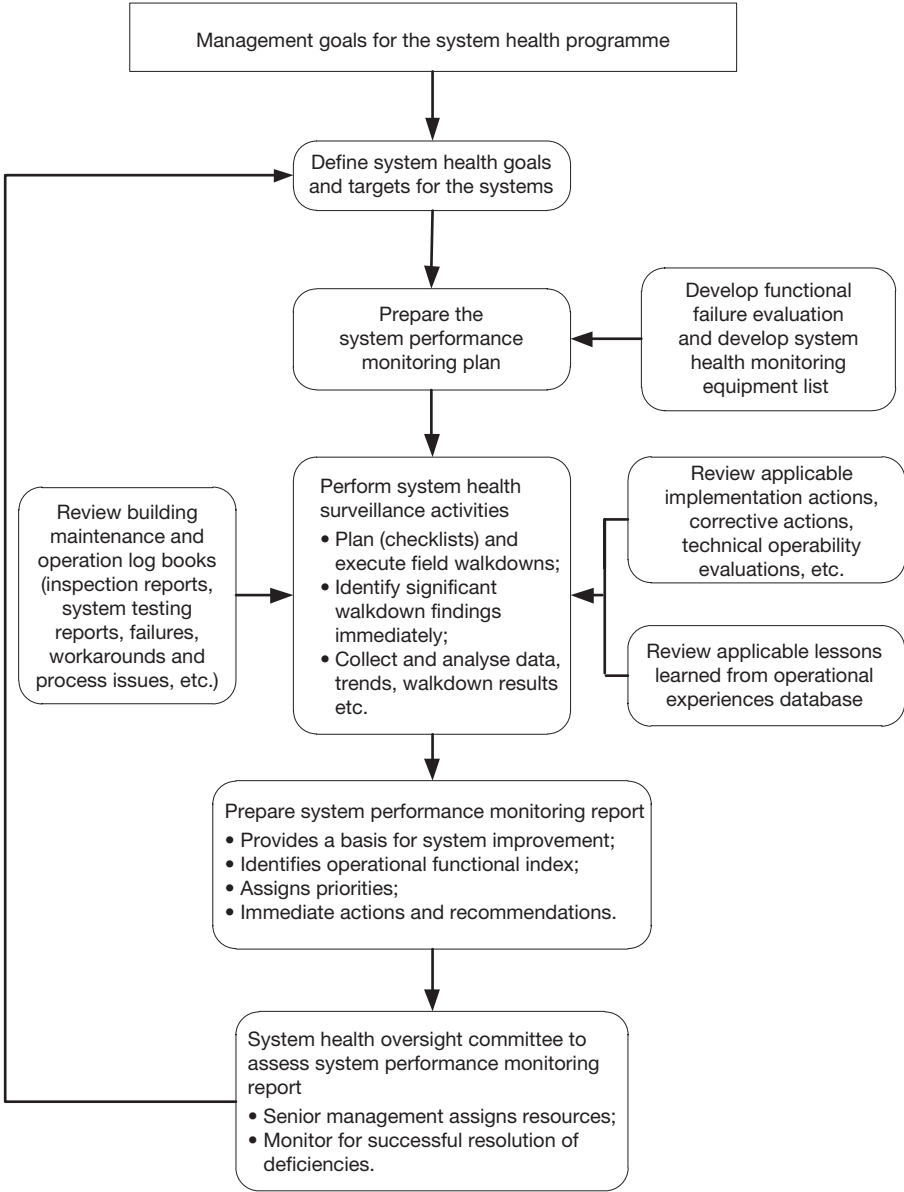 Management goals for the system health programme
Define system health goals
and targets for the systems
Prepare the
system performance
monitoring plan
Develop functional
failure evaluation
and develop system
health monitoring
equipment list
Review building
maintenance and
operation log books
(inspection reports,
system testing
reports, failures,
workarounds and
process issues, etc.)
Perform system health
surveillance activities
• Plan (checklists) and
execute field walkdowns;
• Identify significant
walkdown findings
immediately;
• Collect and analyse data,
trends, walkdown results
etc.
Review applicable
implementation actions,
corrective actions,
technical operability
evaluations, etc.
Review applicable lessons
learned from operational
experiences database
Prepare system performance monitoring report
• Provides a basis for system improvement;
• Identifies operational functional index;
• Assigns priorities;
• Immediate actions and recommendations.
System health oversight committee to
assess system performance monitoring
report
• Senior management assigns resources;
• Monitor for successful resolution of
deficiencies.